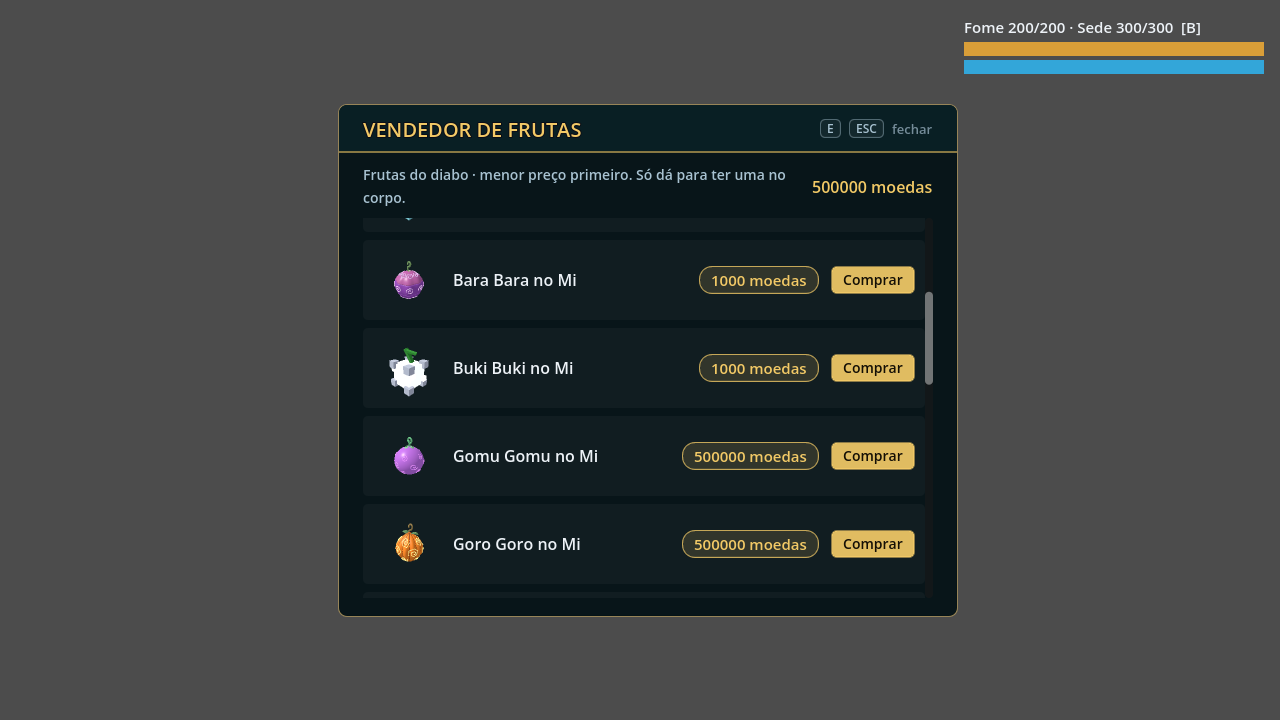 Fome 200/200 · Sede 300/300 [B]
VENDEDOR DE FRUTAS
E ESC fechar
Frutas do diabo · menor preço primeiro. Só dá para ter uma no
corpo.
500000 moedas
Bara Bara no Mi 1000 moedas Comprar
Buki Buki no Mi 1000 moedas Comprar
Gomu Gomu no Mi 500000 moedas Comprar
Goro Goro no Mi 500000 moedas Comprar